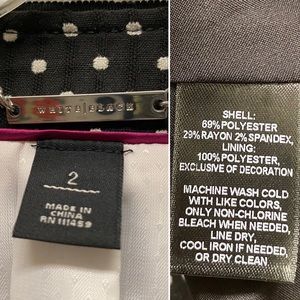 WHITE|BLACK
2
MADE IN
CHINA
RN 111459
SHELL:
69%POLYESTER
29%RAYON 2%SPANDEX,
LINING:
100%POLYESTER,
EXCLUSIVE OF DECORATION
MACHINE WASH COLD
WITH LIKE COLORS,
ONLY NON-CHLORINE
BLEACH WHEN NEEDED,
LINE DRY,
COOL IRON IF NEEDED,
OR DRY CLEAN